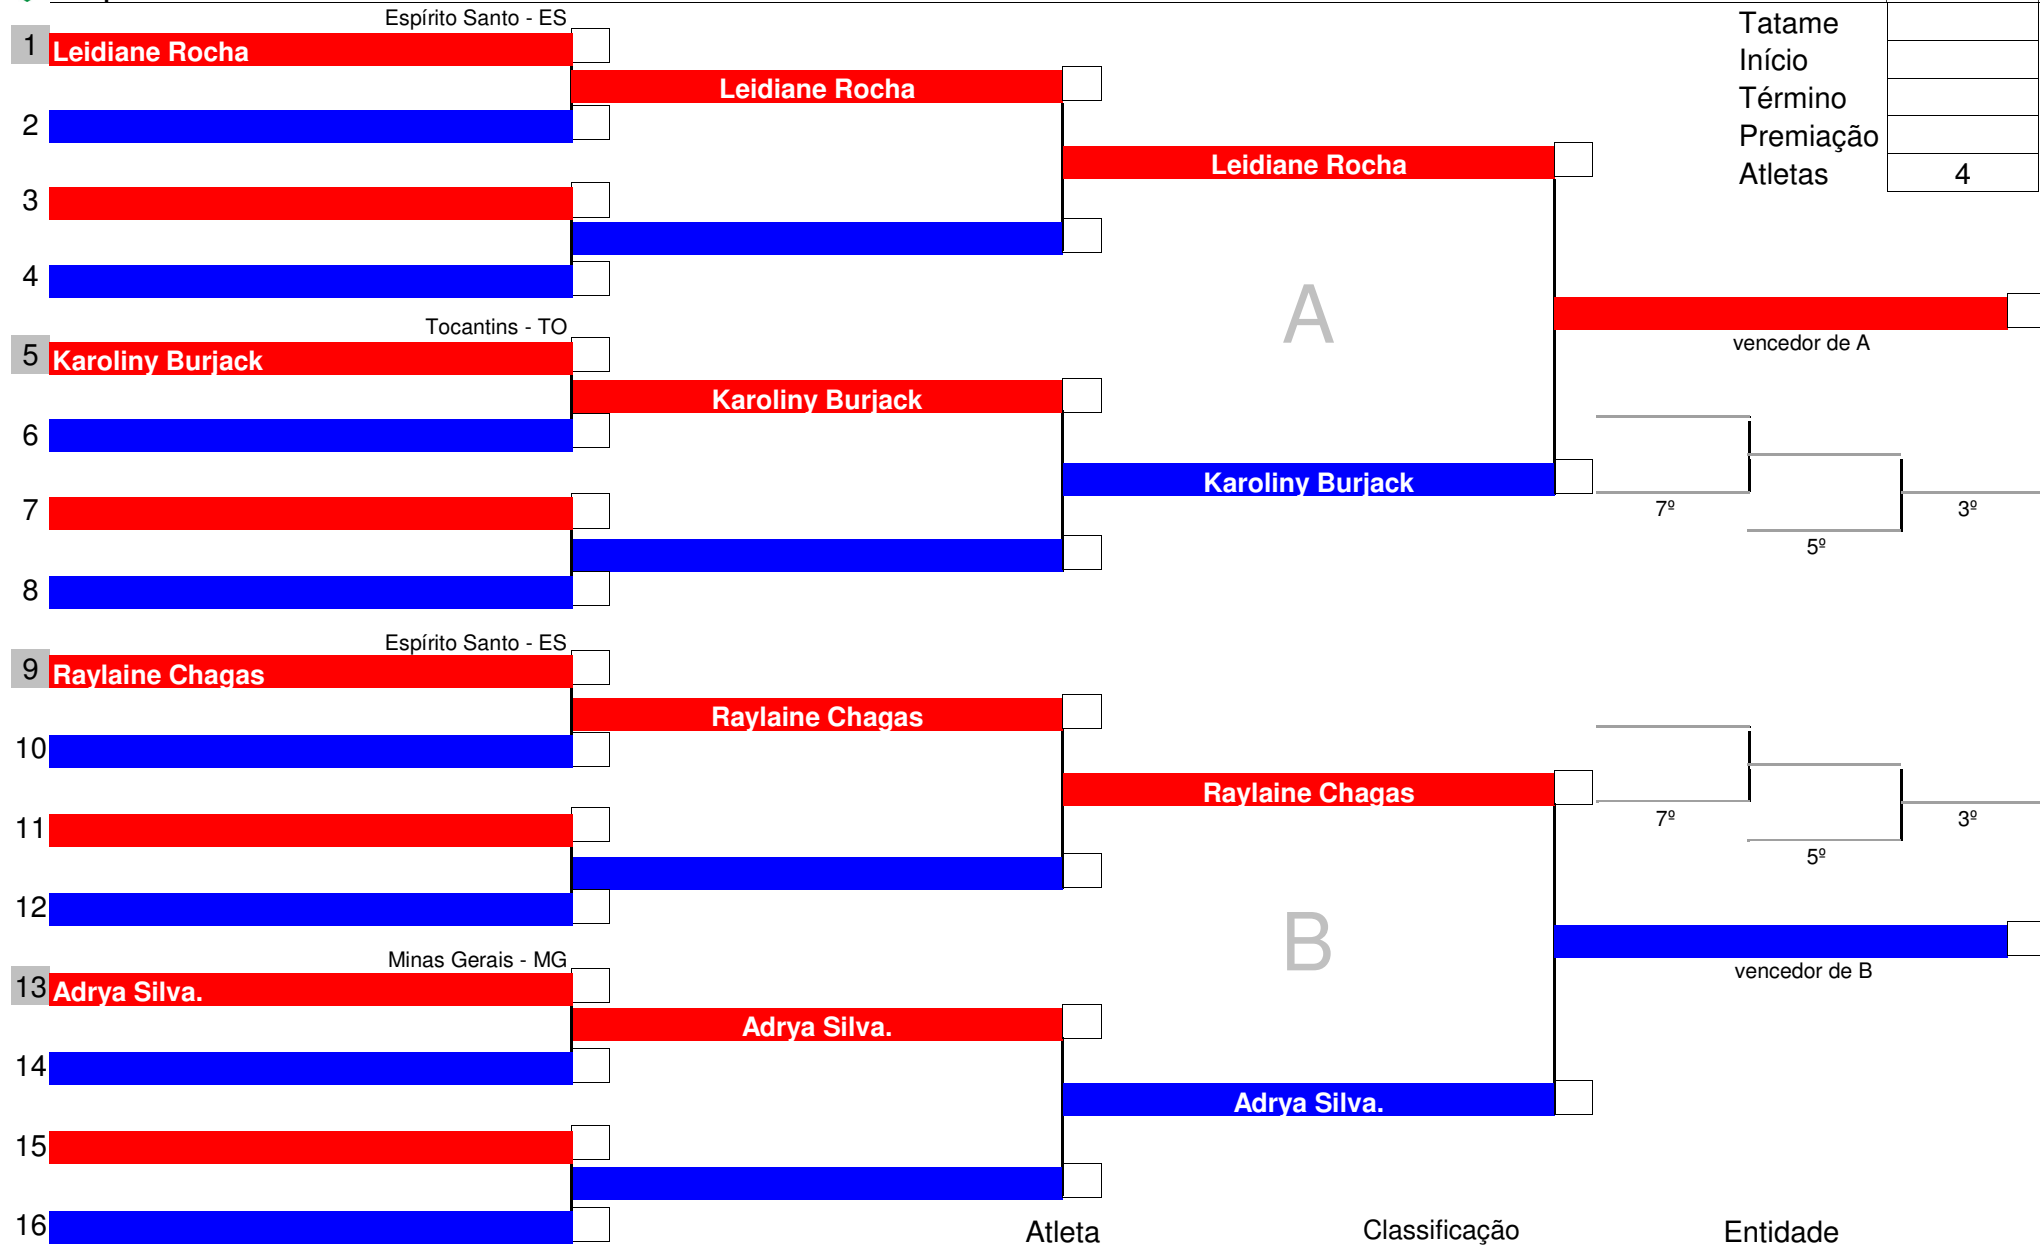 Espírito Santo - ES
1 Leidiane Rocha
Leidiane Rocha
2
Leidiane Rocha
3
4
Tatame
Início
Término
Premiação
Atletas 4
A
vencedor de A
Tocantins - TO
5 Karoliny Burjack
Karoliny Burjack
6
Karoliny Burjack
7
8
7º
5º
3º
Espírito Santo - ES
9 Raylaine Chagas
Raylaine Chagas
10
Raylaine Chagas
11
12
7º
5º
3º
B
vencedor de B
Minas Gerais - MG
13 Adrya Silva.
Adrya Silva.
14
Adrya Silva.
15
16
Atleta Classificação Entidade